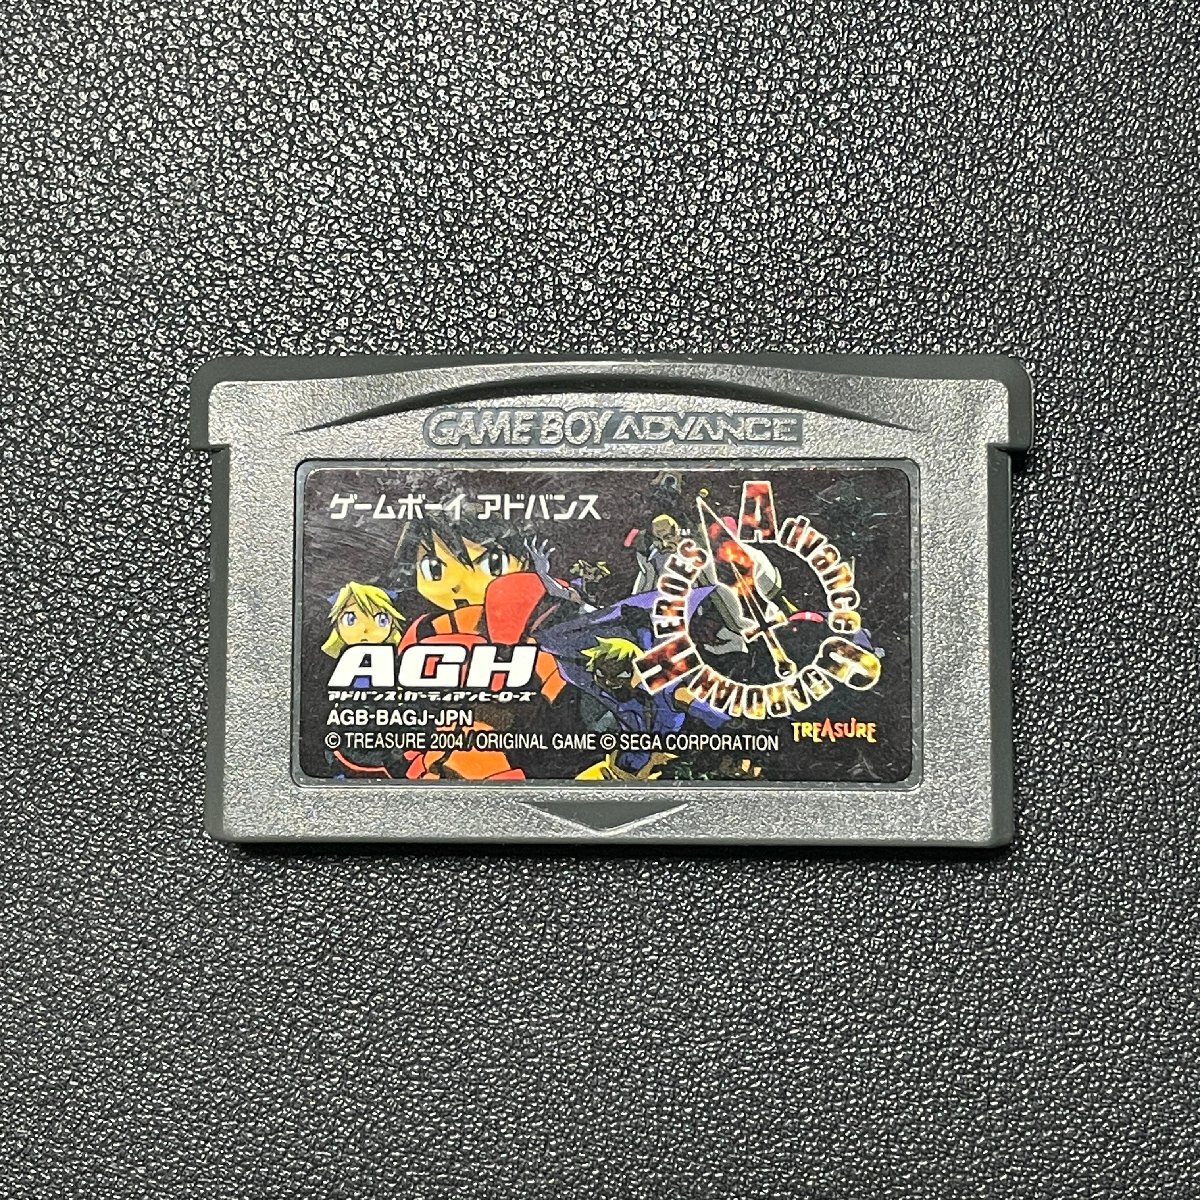 GAME BOY ADVANCE
ゲームボーイ アドバンス
Advance Guardian HEROES™
AGH
アドバンス ガーディアンヒーローズ
AGB-BAGJ-JPN
TREASURE
© TREASURE 2004 / ORIGINAL GAME © SEGA CORPORATION